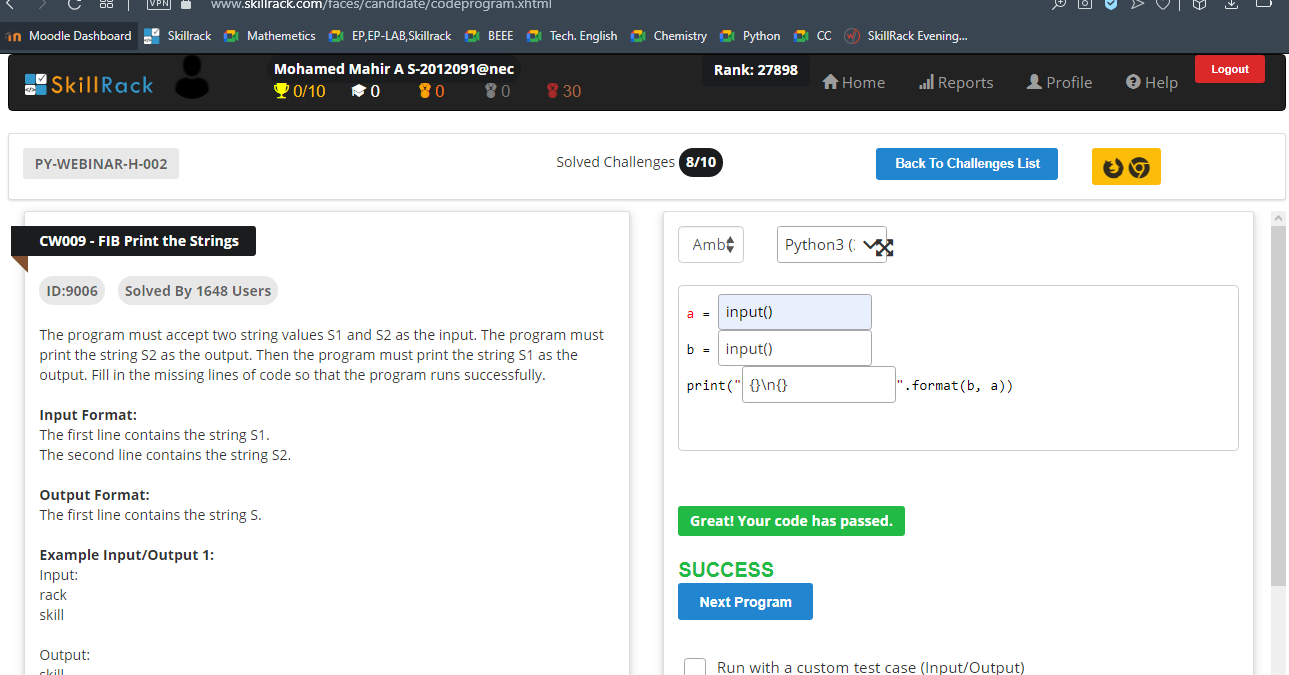 VPN
www.skillrack.com/faces/candidate/codeprogram.xhtml
Moodle Dashboard Skillrack Mathemetics EP,EP-LAB,Skillrack BEEE Tech. English Chemistry Python CC SkillRack Evening...
SkillRack
Mohamed Mahir A S-2012091@nec
0/10 0 0 0 30
Rank: 27898
Home Reports Profile Help
Logout
PY-WEBINAR-H-002
Solved Challenges 8/10
Back To Challenges List
CW009 - FIB Print the Strings
ID:9006 Solved By 1648 Users
The program must accept two string values S1 and S2 as the input. The program must
print the string S2 as the output. Then the program must print the string S1 as the
output. Fill in the missing lines of code so that the program runs successfully.
Input Format:
The first line contains the string S1.
The second line contains the string S2.
Output Format:
The first line contains the string S.
Example Input/Output 1:
Input:
rack
skill
Output:
skill
Amb
Python3 (
a = input()
b = input()
print("{}\n{}".format(b, a))
Great! Your code has passed.
SUCCESS
Next Program
Run with a custom test case (Input/Output)